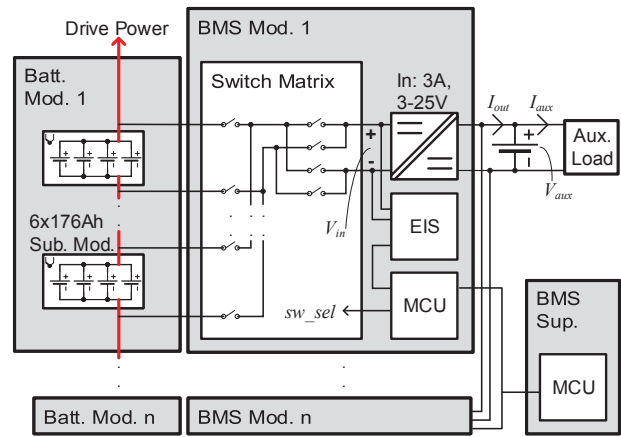 Drive Power
BMS Mod. 1
Batt.
Mod. 1
Switch Matrix
In: 3A,
3-25V
I_out
I_aux
+
-
+
-
Aux.
Load
V_aux
V_in
6x176Ah
Sub. Mod.
EIS
MCU
sw_sel
BMS
Sup.
MCU
Batt. Mod. n
BMS Mod. n